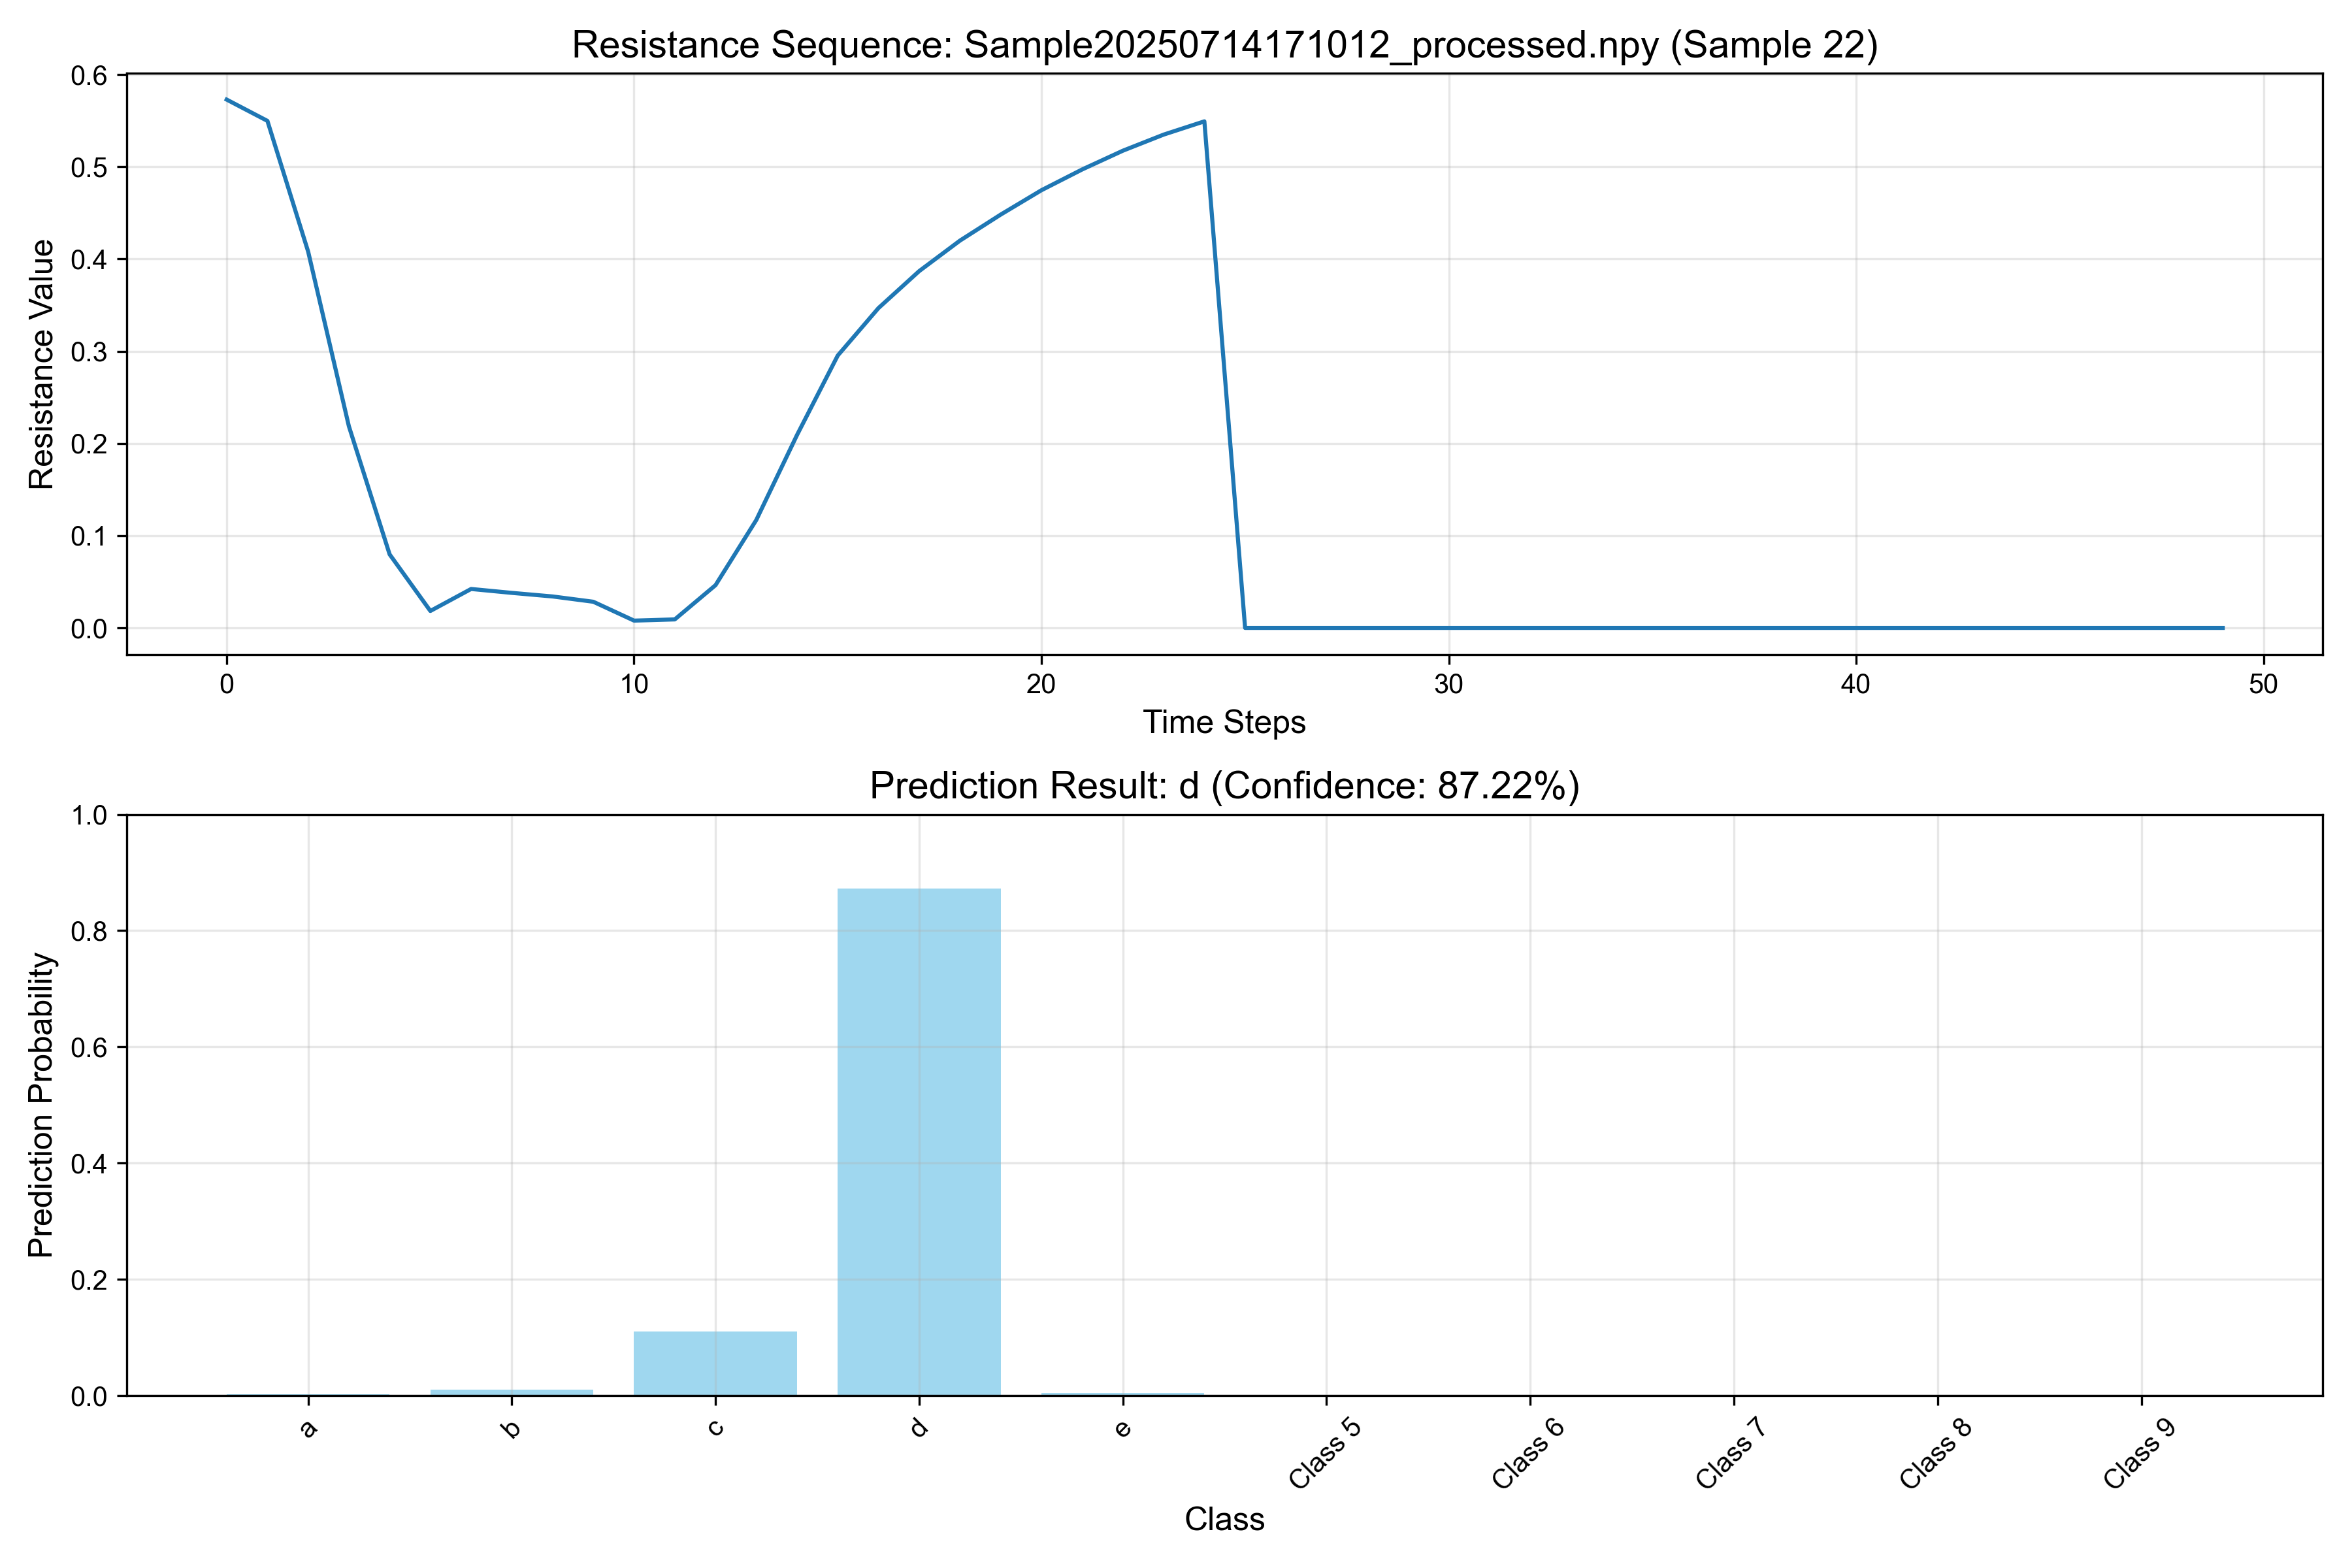 Resistance Sequence: Sample20250714171012_processed.npy (Sample 22)
0.6
0.5
0.4
0.3
0.2
0.1
0.0
Resistance Value
0 10 20 30 40 50
Time Steps
Prediction Result: d (Confidence: 87.22%)
1.0
0.8
0.6
0.4
0.2
0.0
Prediction Probability
a b c d e Class 5 Class 6 Class 7 Class 8 Class 9
Class